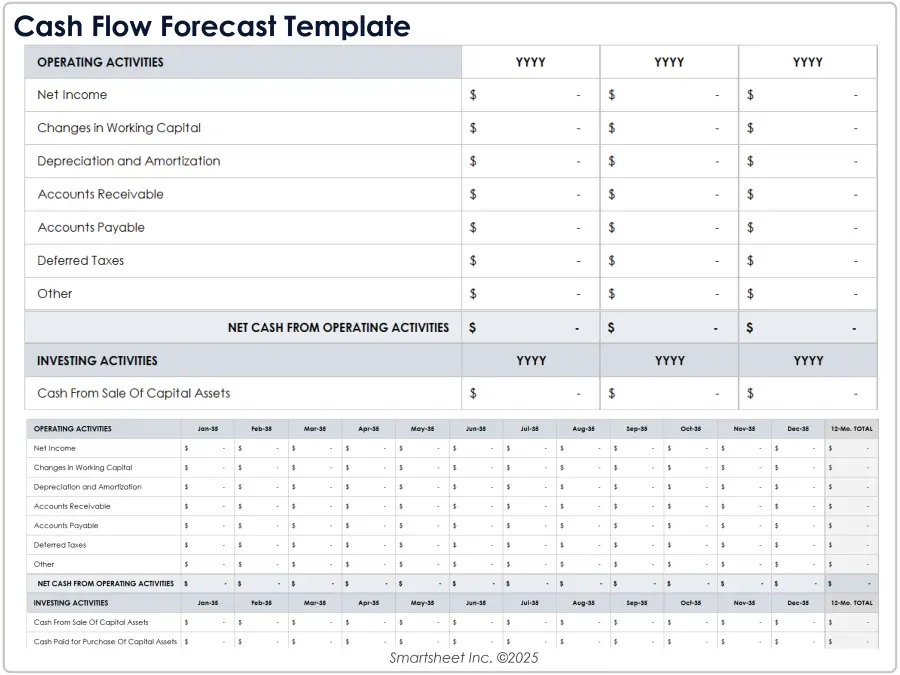 Cash Flow Forecast Template
OPERATING ACTIVITIES YYYY YYYY YYYY
Net Income $ - $ - $ -
Changes in Working Capital $ - $ - $ -
Depreciation and Amortization $ - $ - $ -
Accounts Receivable $ - $ - $ -
Accounts Payable $ - $ - $ -
Deferred Taxes $ - $ - $ -
Other $ - $ - $ -
NET CASH FROM OPERATING ACTIVITIES $ - $ - $ -
INVESTING ACTIVITIES YYYY YYYY YYYY
Cash From Sale Of Capital Assets $ - $ - $ -
OPERATING ACTIVITIES Jan-35 Feb-35 Mar-35 Apr-35 May-35 Jun-35 Jul-35 Aug-35 Sep-35 Oct-35 Nov-35 Dec-35 12-Mo. TOTAL
Net Income $ - $ - $ - $ - $ - $ - $ - $ - $ - $ - $ - $ - $ -
Changes in Working Capital $ - $ - $ - $ - $ - $ - $ - $ - $ - $ - $ - $ - $ -
Depreciation and Amortization $ - $ - $ - $ - $ - $ - $ - $ - $ - $ - $ - $ - $ -
Accounts Receivable $ - $ - $ - $ - $ - $ - $ - $ - $ - $ - $ - $ - $ -
Accounts Payable $ - $ - $ - $ - $ - $ - $ - $ - $ - $ - $ - $ - $ -
Deferred Taxes $ - $ - $ - $ - $ - $ - $ - $ - $ - $ - $ - $ - $ -
Other $ - $ - $ - $ - $ - $ - $ - $ - $ - $ - $ - $ - $ -
NET CASH FROM OPERATING ACTIVITIES $ - $ - $ - $ - $ - $ - $ - $ - $ - $ - $ - $ - $ -
INVESTING ACTIVITIES Jan-35 Feb-35 Mar-35 Apr-35 May-35 Jun-35 Jul-35 Aug-35 Sep-35 Oct-35 Nov-35 Dec-35 12-Mo. TOTAL
Cash From Sale Of Capital Assets $ - $ - $ - $ - $ - $ - $ - $ - $ - $ - $ - $ - $ -
Cash Paid for Purchase Of Capital Assets $ - $ - $ - $ - $ - $ - $ - $ - $ - $ - $ - $ - $ -
Smartsheet Inc. ©2025